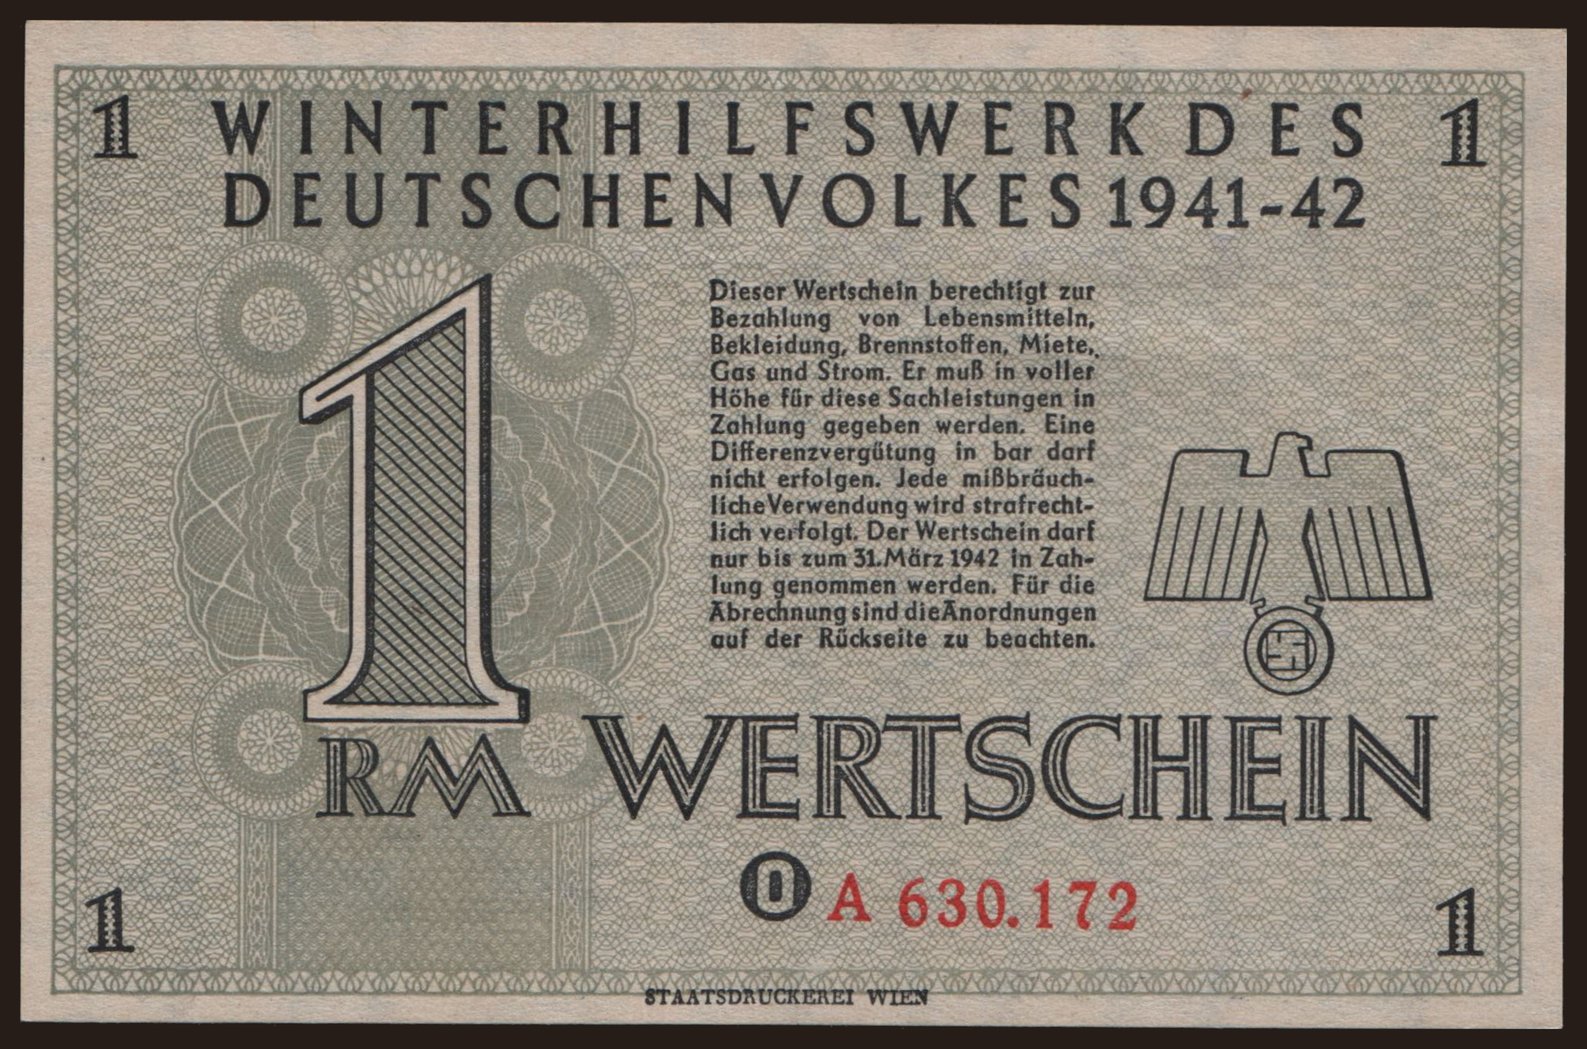 1 WINTERHILFSWERK DES 1
DEUTSCHEN VOLKES 1941-42
Dieser Wertschein berechtigt zur
Bezahlung von Lebensmitteln,
Bekleidung, Brennstoffen, Miete,
Gas und Strom. Er muß in voller
Höhe für diese Sachleistungen in
Zahlung gegeben werden. Eine
Differenzvergütung in bar darf
nicht erfolgen. Jede mißbräuch-
liche Verwendung wird strafrecht-
lich verfolgt. Der Wertschein darf
nur bis zum 31. März 1942 in Zah-
lung genommen werden. Für die
Abrechnung sind die Anordnungen
auf der Rückseite zu beachten.
1
RM WERTSCHEIN
O A 630.172
1 1
STAATSDRUCKEREI WIEN